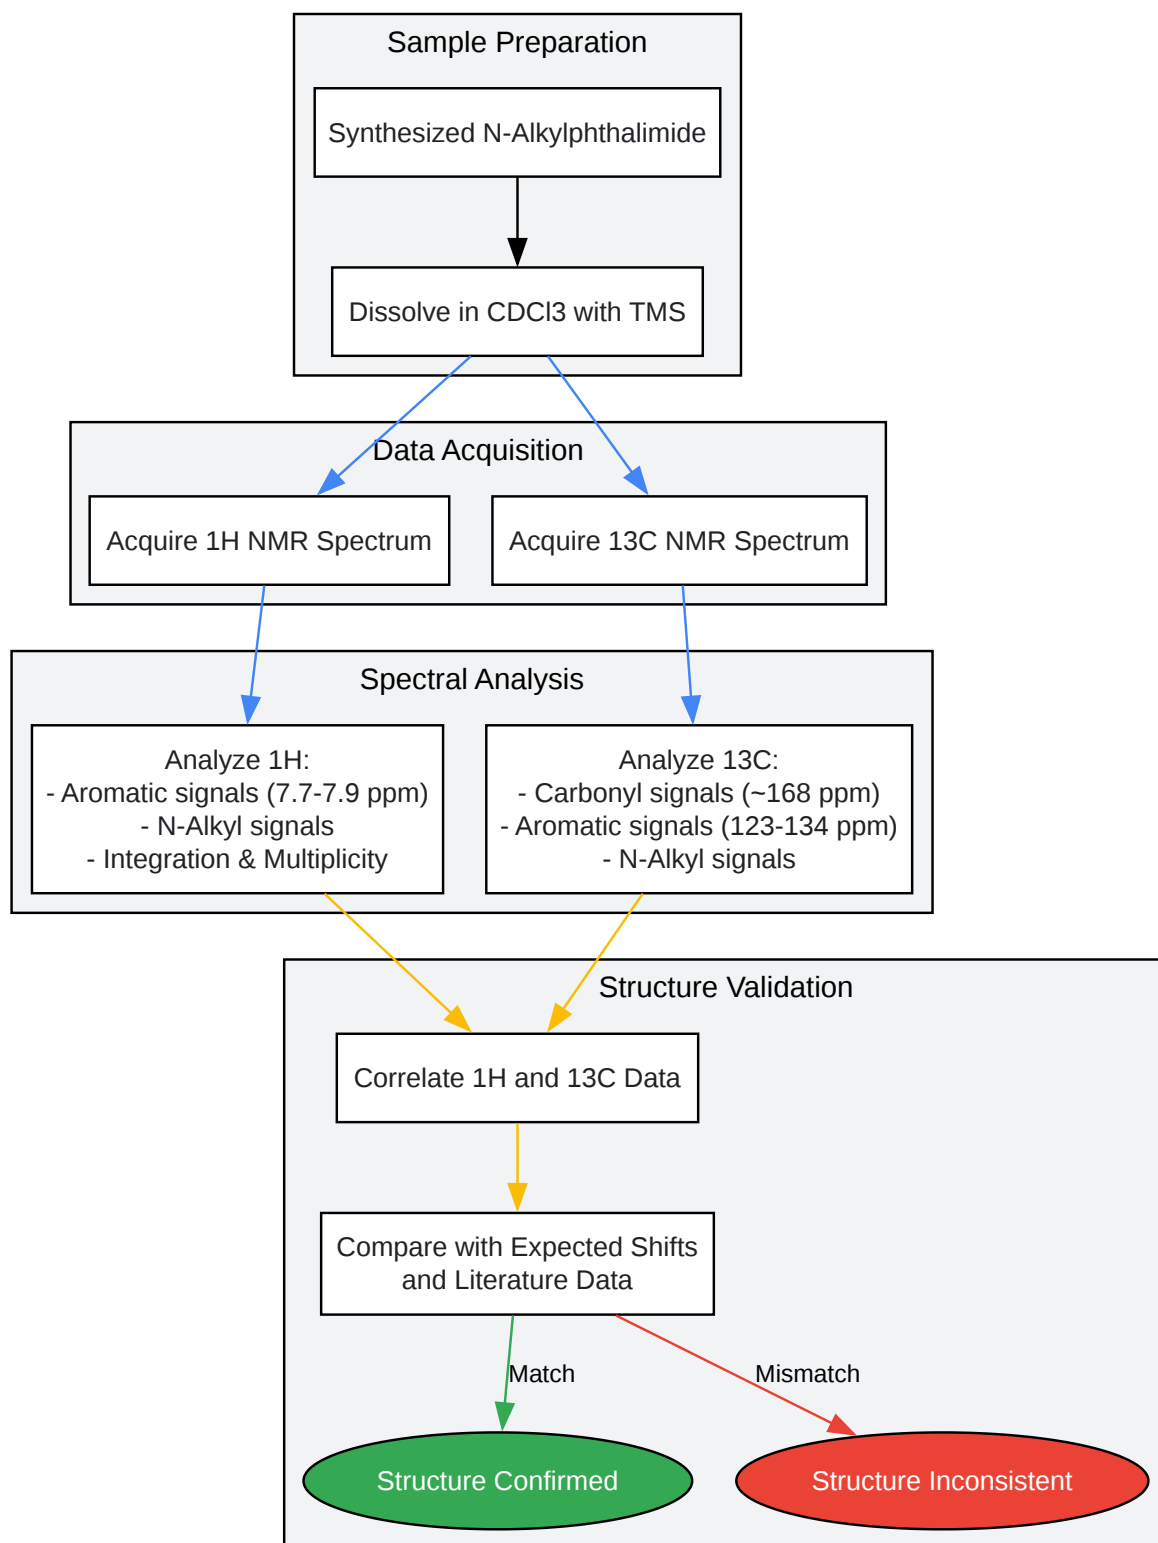 Sample Preparation
Synthesized N-Alkylphthalimide
Dissolve in CDCl3 with TMS
Data Acquisition
Acquire 1H NMR Spectrum
Acquire 13C NMR Spectrum
Spectral Analysis
Analyze 1H:
- Aromatic signals (7.7-7.9 ppm)
- N-Alkyl signals
- Integration & Multiplicity
Analyze 13C:
- Carbonyl signals (~168 ppm)
- Aromatic signals (123-134 ppm)
- N-Alkyl signals
Structure Validation
Correlate 1H and 13C Data
Compare with Expected Shifts
and Literature Data
Match
Mismatch
Structure Confirmed
Structure Inconsistent